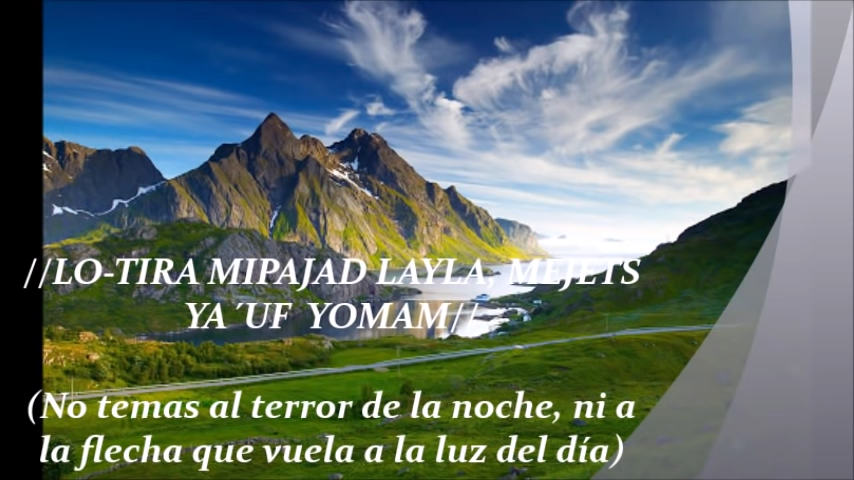 //LO-TIRA MIPAJAD LAYLA, MEJETS
YA´UF YOMAM//
(No temas al terror de la noche, ni a
la flecha que vuela a la luz del día)